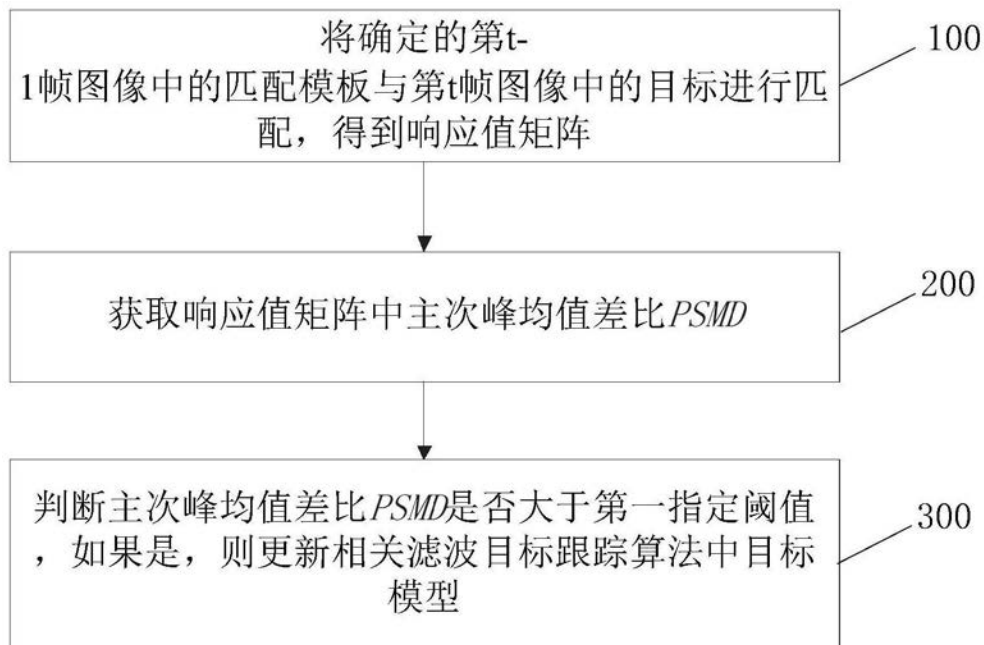 将确定的第t-
1帧图像中的匹配模板与第t帧图像中的目标进行匹
配，得到响应值矩阵
100
获取响应值矩阵中主次峰均值差比PSMD
200
判断主次峰均值差比PSMD是否大于第一指定阈值
，如果是，则更新相关滤波目标跟踪算法中目标
模型
300